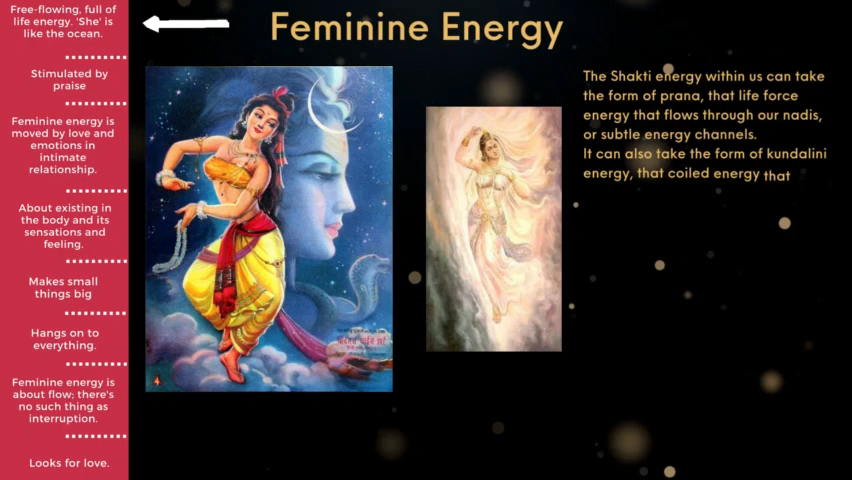 Feminine Energy
Free-flowing, full of
life energy. 'She' is
like the ocean.
Stimulated by
praise
Feminine energy is
moved by love and
emotions in
intimate
relationship.
About existing in
the body and its
sensations and
feeling.
Makes small
things big
Hangs on to
everything.
Feminine energy is
about flow; there's
no such thing as
interruption.
Looks for love.
The Shakti energy within us can take
the form of prana, that life force
energy that flows through our nadis,
or subtle energy channels.
It can also take the form of kundalini
energy, that coiled energy that